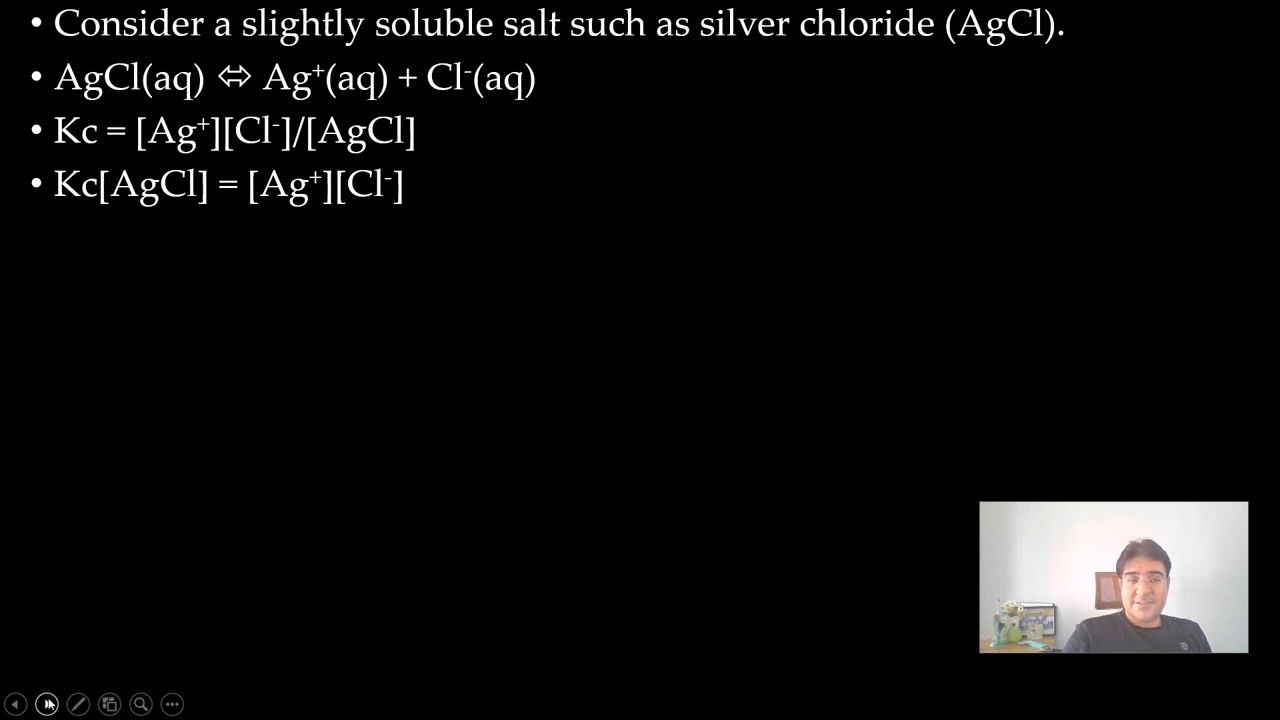 • Consider a slightly soluble salt such as silver chloride (AgCl).
• AgCl(aq) ⇔ Ag⁺(aq) + Cl⁻(aq)
• Kc = [Ag⁺][Cl⁻]/[AgCl]
• Kc[AgCl] = [Ag⁺][Cl⁻]